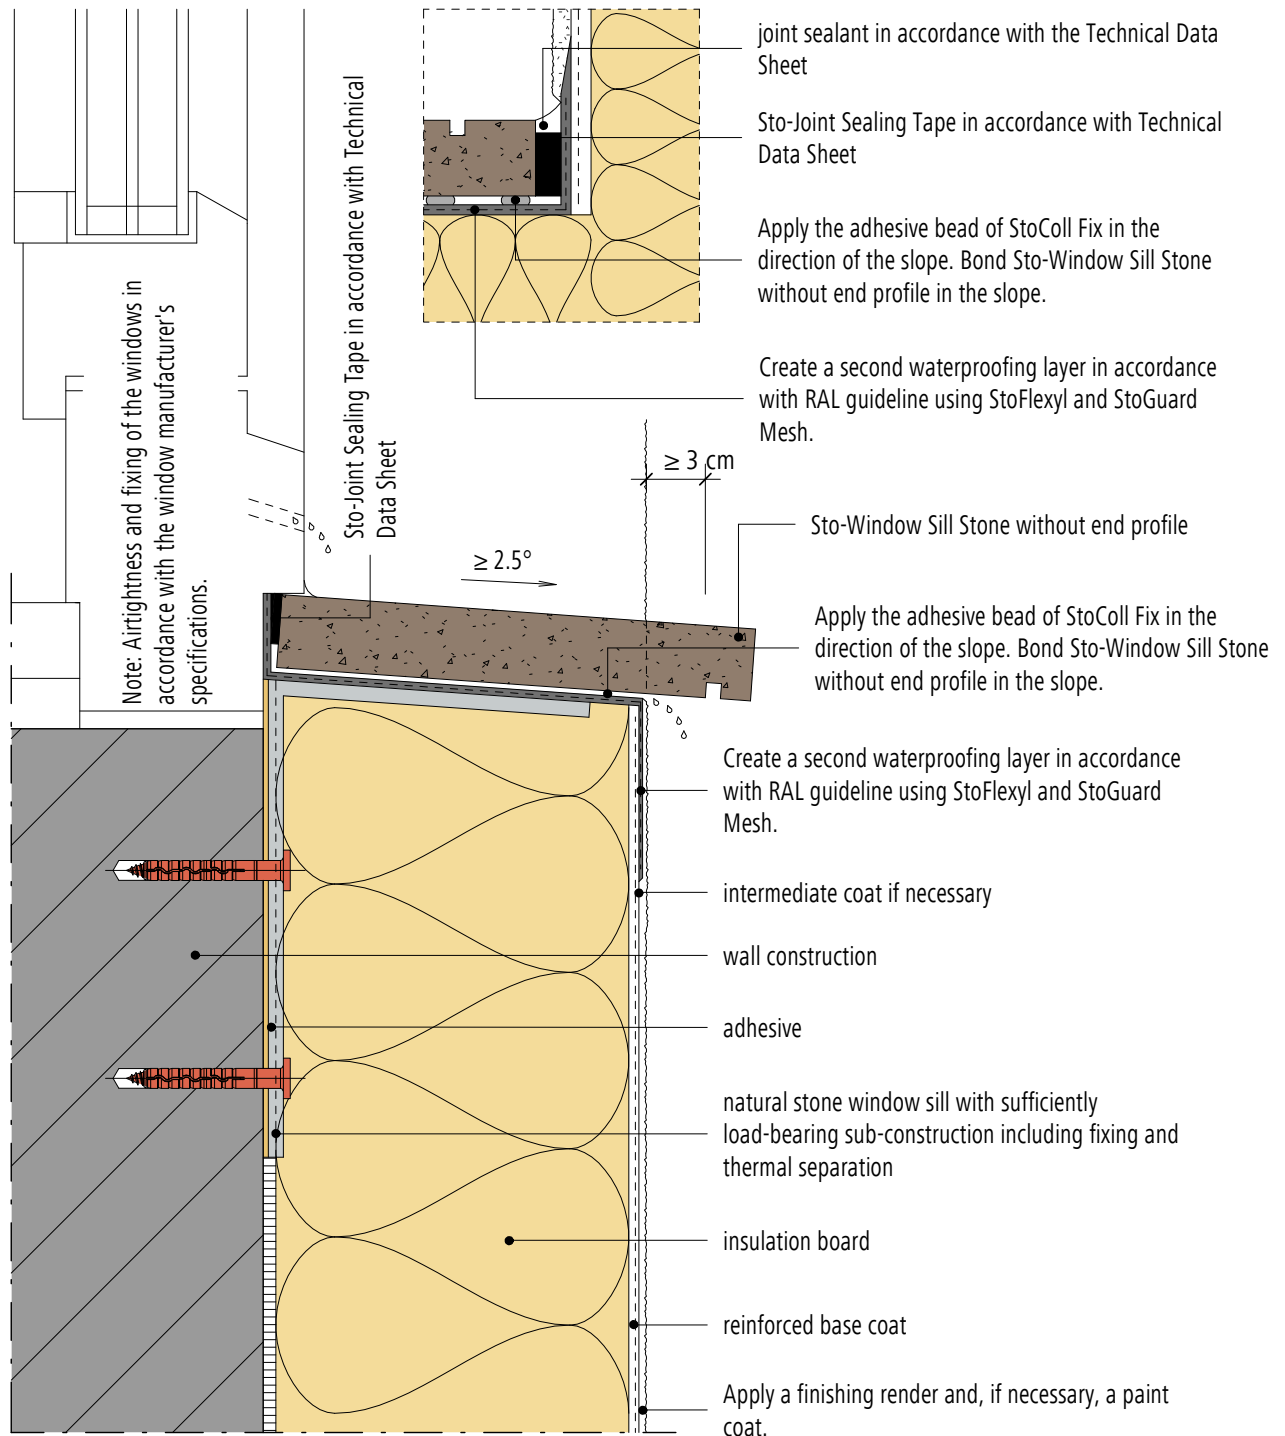 joint sealant in accordance with the Technical Data
Sheet
Sto-Joint Sealing Tape in accordance with Technical
Data Sheet
Apply the adhesive bead of StoColl Fix in the
direction of the slope. Bond Sto-Window Sill Stone
without end profile in the slope.
Create a second waterproofing layer in accordance
with RAL guideline using StoFlexyl and StoGuard
Mesh.
Note: Airtightness and fixing of the windows in
accordance with the window manufacturer's
specifications.
Sto-Joint Sealing Tape in accordance with Technical
Data Sheet
≥ 3 cm
≥ 2.5°
Sto-Window Sill Stone without end profile
Apply the adhesive bead of StoColl Fix in the
direction of the slope. Bond Sto-Window Sill Stone
without end profile in the slope.
Create a second waterproofing layer in accordance
with RAL guideline using StoFlexyl and StoGuard
Mesh.
intermediate coat if necessary
wall construction
adhesive
natural stone window sill with sufficiently
load-bearing sub-construction including fixing and
thermal separation
insulation board
reinforced base coat
Apply a finishing render and, if necessary, a paint
coat.